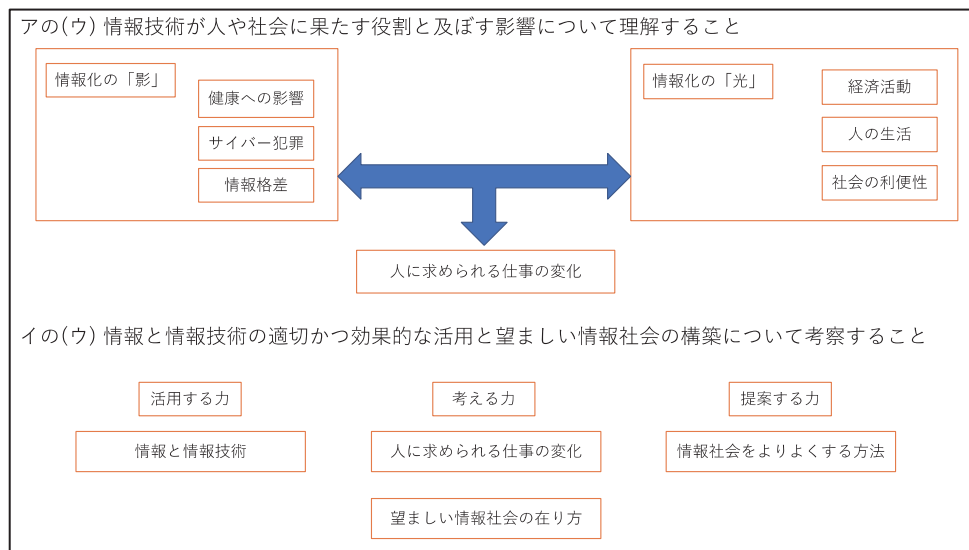 アの(ウ) 情報技術が人や社会に果たす役割と及ぼす影響について理解すること
情報化の「影」
健康への影響
サイバー犯罪
情報格差
情報化の「光」
経済活動
人の生活
社会の利便性
人に求められる仕事の変化
イの(ウ) 情報と情報技術の適切かつ効果的な活用と望ましい情報社会の構築について考察すること
活用する力
情報と情報技術
考える力
人に求められる仕事の変化
望ましい情報社会の在り方
提案する力
情報社会をよりよくする方法